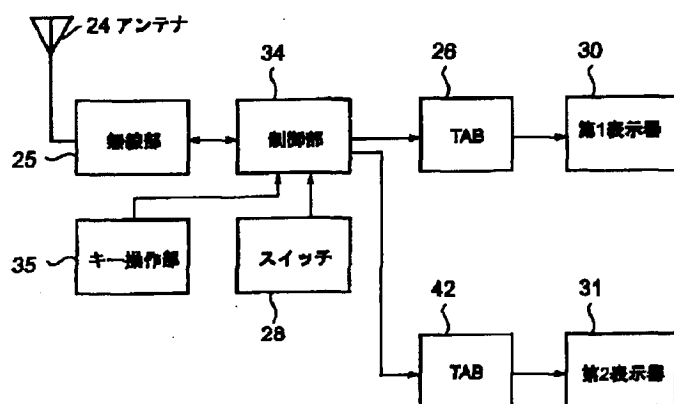 24 アンテナ
34
26
30
無線部
制御部
TAB
第1表示器
25
キー操作部
スイッチ
35
28
42
31
TAB
第2表示器